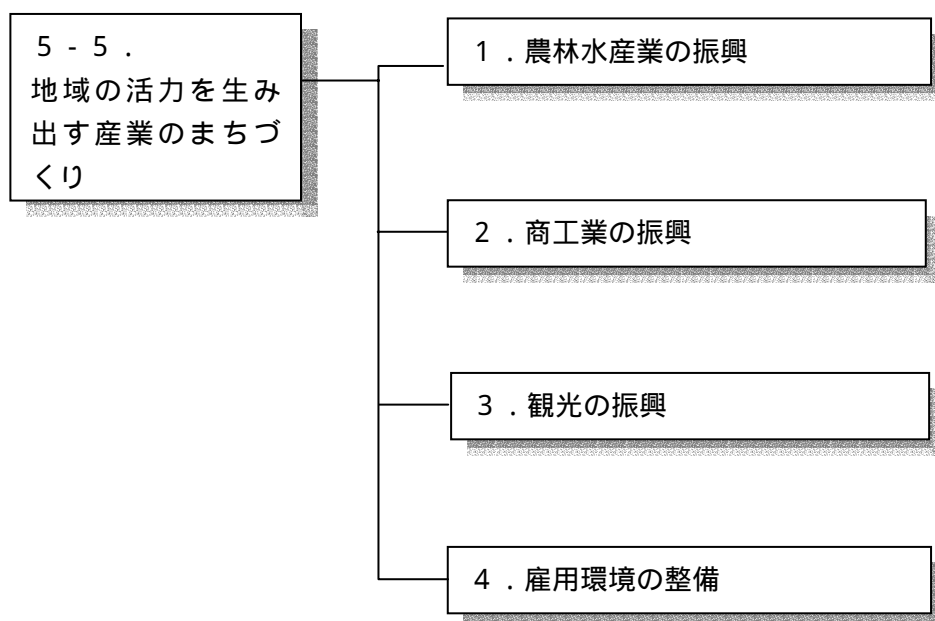 ５-５．
地域の活力を生み
出す産業のまちづ
くり
１．農林水産業の振興
２．商工業の振興
３．観光の振興
４．雇用環境の整備